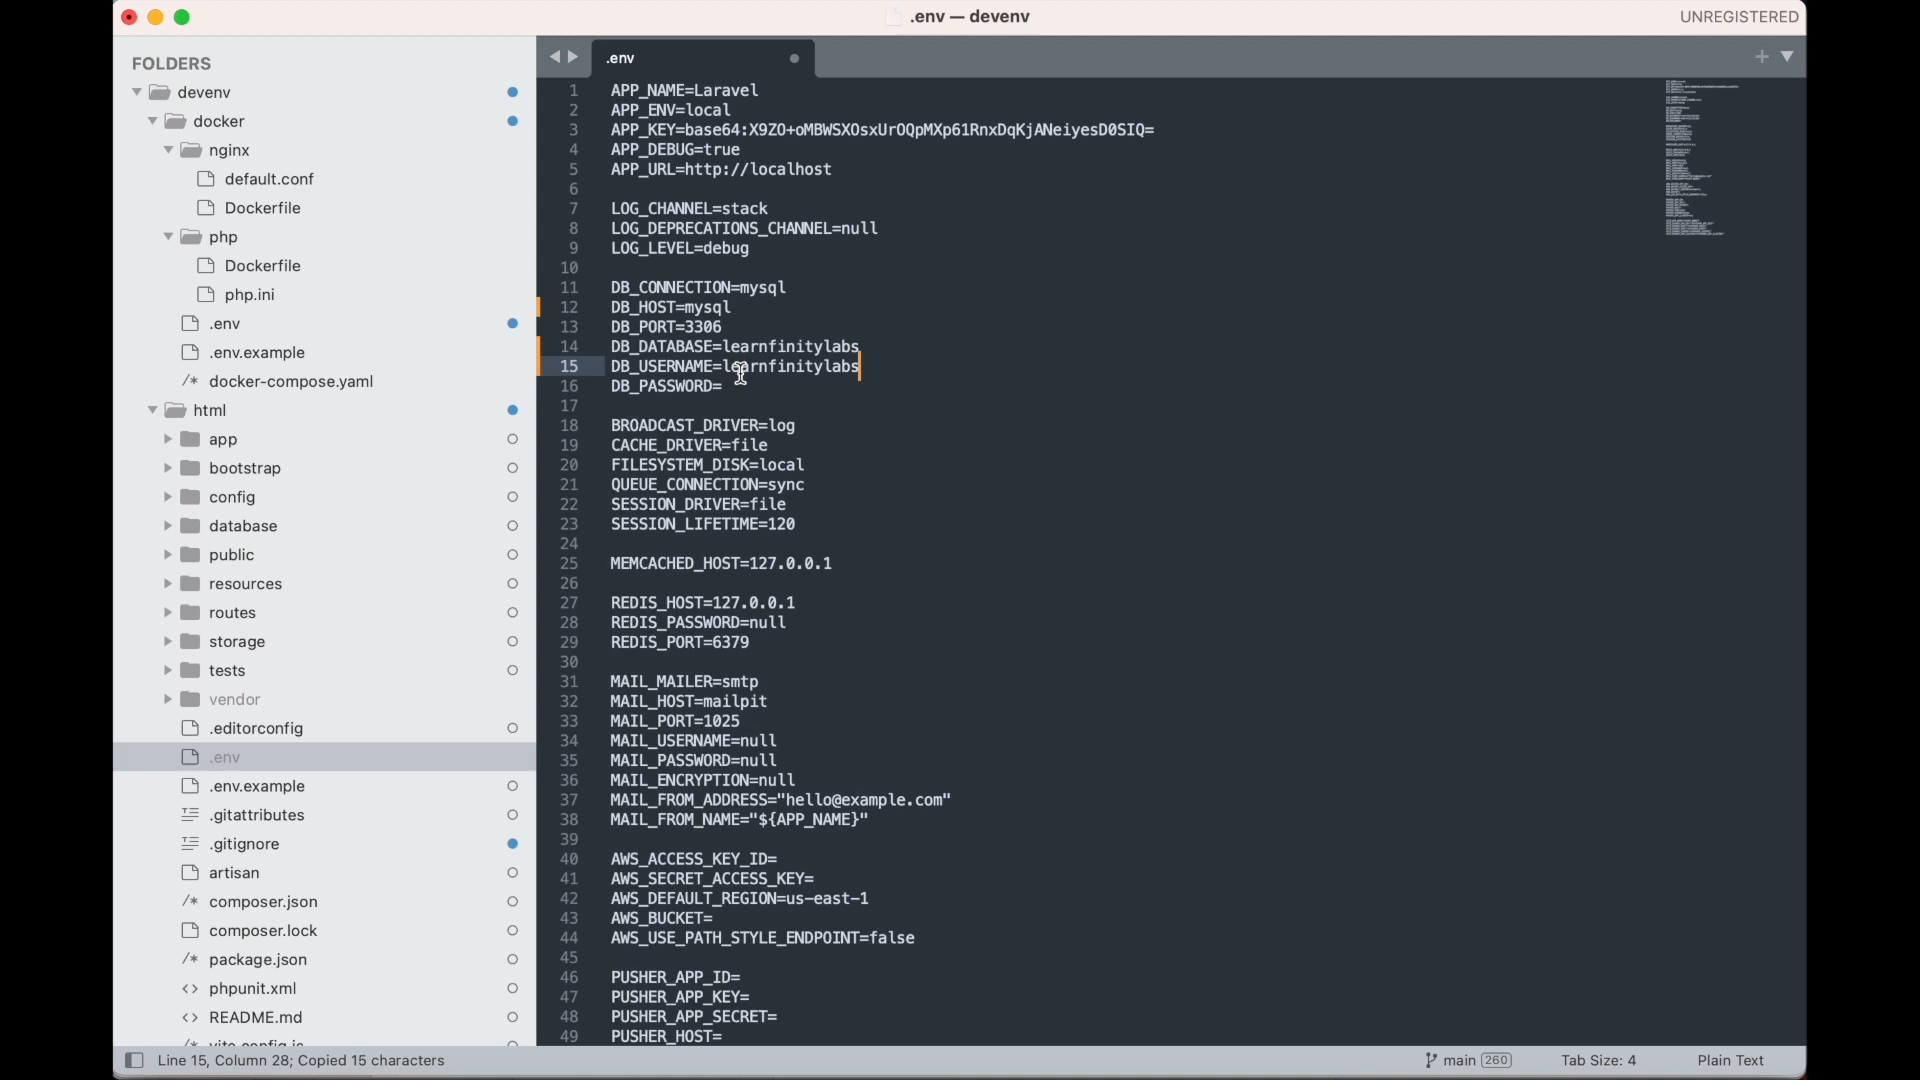 .env — devenv
UNREGISTERED
FOLDERS
devenv
docker
nginx
default.conf
Dockerfile
php
Dockerfile
php.ini
.env
.env.example
/* docker-compose.yaml
html
app
bootstrap
config
database
public
resources
routes
storage
tests
vendor
.editorconfig
.env
.env.example
.gitattributes
.gitignore
artisan
/* composer.json
composer.lock
/* package.json
<> phpunit.xml
<> README.md
.env
1 APP_NAME=Laravel
2 APP_ENV=local
3 APP_KEY=base64:X9ZO+oMBWSXOsxUrOQpMXp61RnxDqKjANeiyesD0SIQ=
4 APP_DEBUG=true
5 APP_URL=http://localhost
6
7 LOG_CHANNEL=stack
8 LOG_DEPRECATIONS_CHANNEL=null
9 LOG_LEVEL=debug
10
11 DB_CONNECTION=mysql
12 DB_HOST=mysql
13 DB_PORT=3306
14 DB_DATABASE=learnfinitylabs
15 DB_USERNAME=learnfinitylabs
16 DB_PASSWORD=
17
18 BROADCAST_DRIVER=log
19 CACHE_DRIVER=file
20 FILESYSTEM_DISK=local
21 QUEUE_CONNECTION=sync
22 SESSION_DRIVER=file
23 SESSION_LIFETIME=120
24
25 MEMCACHED_HOST=127.0.0.1
26
27 REDIS_HOST=127.0.0.1
28 REDIS_PASSWORD=null
29 REDIS_PORT=6379
30
31 MAIL_MAILER=smtp
32 MAIL_HOST=mailpit
33 MAIL_PORT=1025
34 MAIL_USERNAME=null
35 MAIL_PASSWORD=null
36 MAIL_ENCRYPTION=null
37 MAIL_FROM_ADDRESS="hello@example.com"
38 MAIL_FROM_NAME="${APP_NAME}"
39
40 AWS_ACCESS_KEY_ID=
41 AWS_SECRET_ACCESS_KEY=
42 AWS_DEFAULT_REGION=us-east-1
43 AWS_BUCKET=
44 AWS_USE_PATH_STYLE_ENDPOINT=false
45
46 PUSHER_APP_ID=
47 PUSHER_APP_KEY=
48 PUSHER_APP_SECRET=
49 PUSHER_HOST=
Line 15, Column 28; Copied 15 characters
main 260
Tab Size: 4
Plain Text